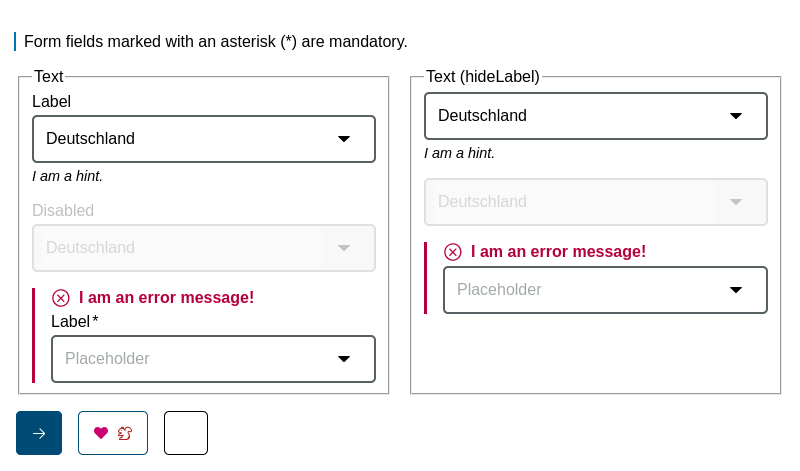 Form fields marked with an asterisk (*) are mandatory.
Text
Label
Deutschland
I am a hint.
Disabled
Deutschland
I am an error message!
Label*
Placeholder
Text (hideLabel)
Deutschland
I am a hint.
Deutschland
I am an error message!
Placeholder